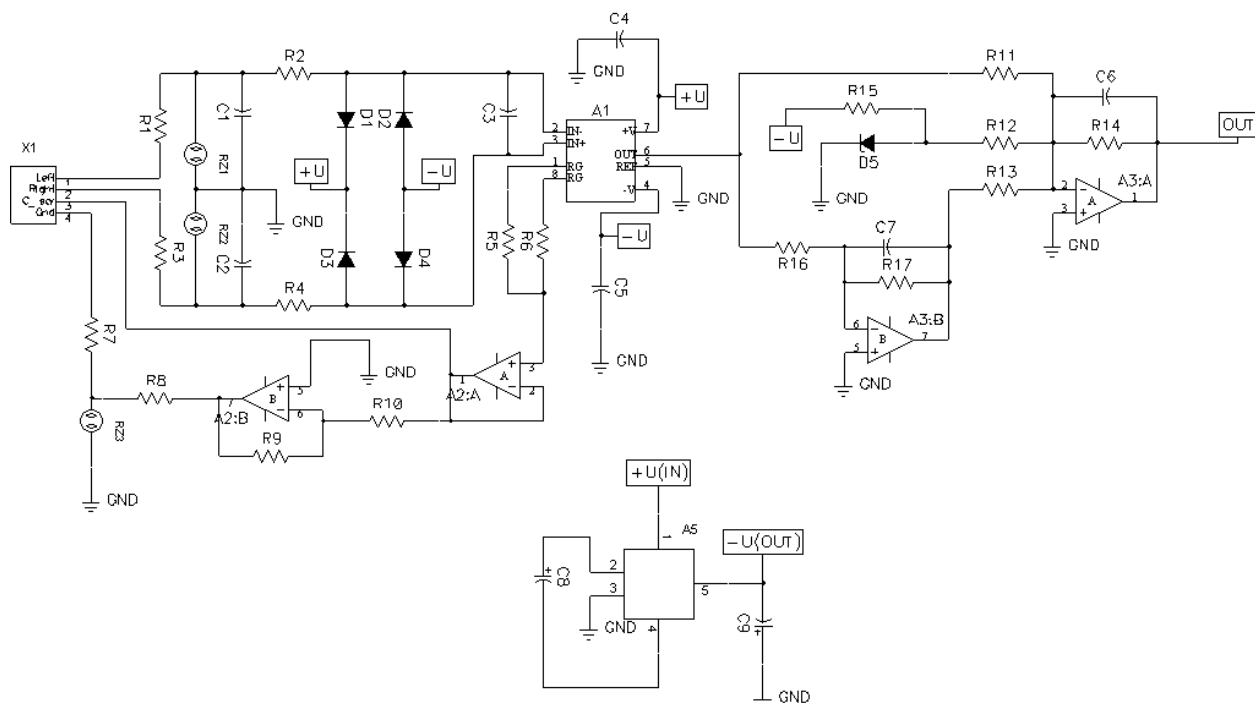 C4
GND
R2
R11
C6
R15
+U
A1
C1
D1
D2
C3
R1
R14
OUT
2 IN- +V 7
3 IN+
OUT 6
1 RG REF 5
8 RG -V 4
-U
R12
D5
X1
RZ1
+U
-U
GND
R13
A3:A
Left 1
Right 2
C_scr 3
Gnd 4
GND
2
3
A
1
GND
RZ2
R3
C2
D3
D4
R5
R6
-U
C7
R16
R17
R4
C5
R7
6
5
B
7
A3:B
GND
GND
R8
GND
A2:A
1
A
3
2
A2:B
7
B
5
6
R10
RZ3
R9
GND
+U(IN)
A5
-U(OUT)
1
C8
2
3
5
4
GND
C9
GND